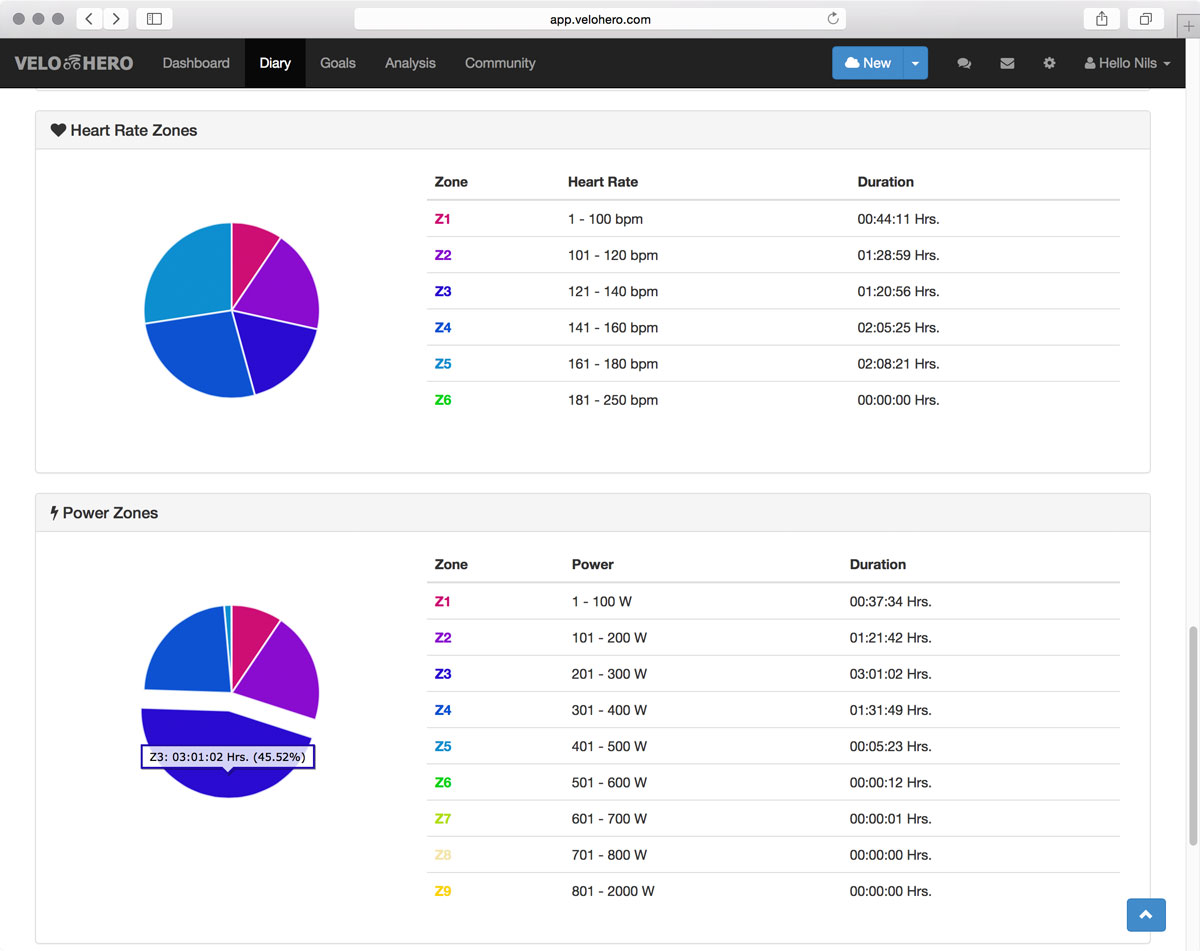 app.velohero.com
VELOHERO Dashboard Diary Goals Analysis Community New Hello Nils
Heart Rate Zones
Zone Heart Rate Duration
Z1 1 - 100 bpm 00:44:11 Hrs.
Z2 101 - 120 bpm 01:28:59 Hrs.
Z3 121 - 140 bpm 01:20:56 Hrs.
Z4 141 - 160 bpm 02:05:25 Hrs.
Z5 161 - 180 bpm 02:08:21 Hrs.
Z6 181 - 250 bpm 00:00:00 Hrs.
Power Zones
Zone Power Duration
Z1 1 - 100 W 00:37:34 Hrs.
Z2 101 - 200 W 01:21:42 Hrs.
Z3 201 - 300 W 03:01:02 Hrs.
Z4 301 - 400 W 01:31:49 Hrs.
Z5 401 - 500 W 00:05:23 Hrs.
Z3: 03:01:02 Hrs. (45.52%)
Z6 501 - 600 W 00:00:12 Hrs.
Z7 601 - 700 W 00:00:01 Hrs.
Z8 701 - 800 W 00:00:00 Hrs.
Z9 801 - 2000 W 00:00:00 Hrs.